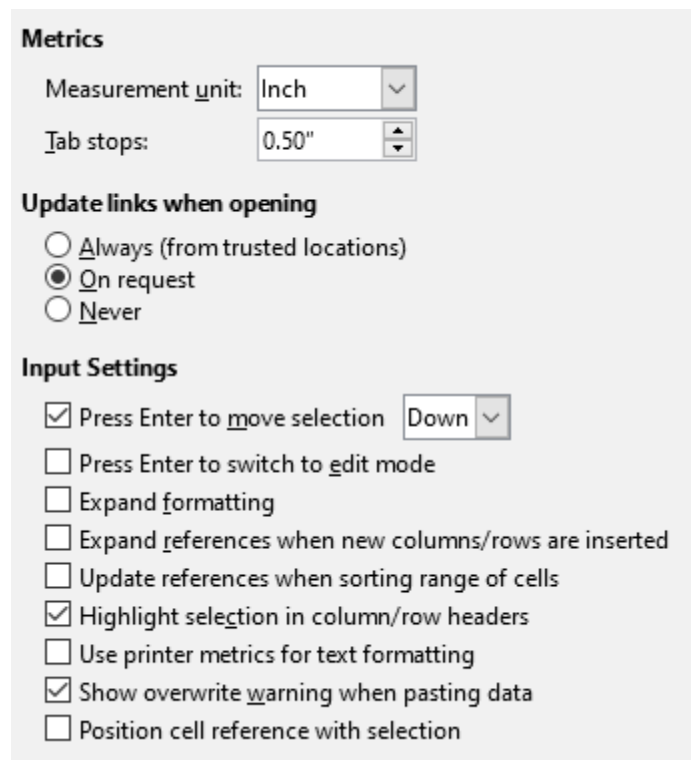 Metrics
Measurement unit: Inch
Tab stops: 0.50"
Update links when opening
Always (from trusted locations)
On request
Never
Input Settings
Press Enter to move selection Down
Press Enter to switch to edit mode
Expand formatting
Expand references when new columns/rows are inserted
Update references when sorting range of cells
Highlight selection in column/row headers
Use printer metrics for text formatting
Show overwrite warning when pasting data
Position cell reference with selection